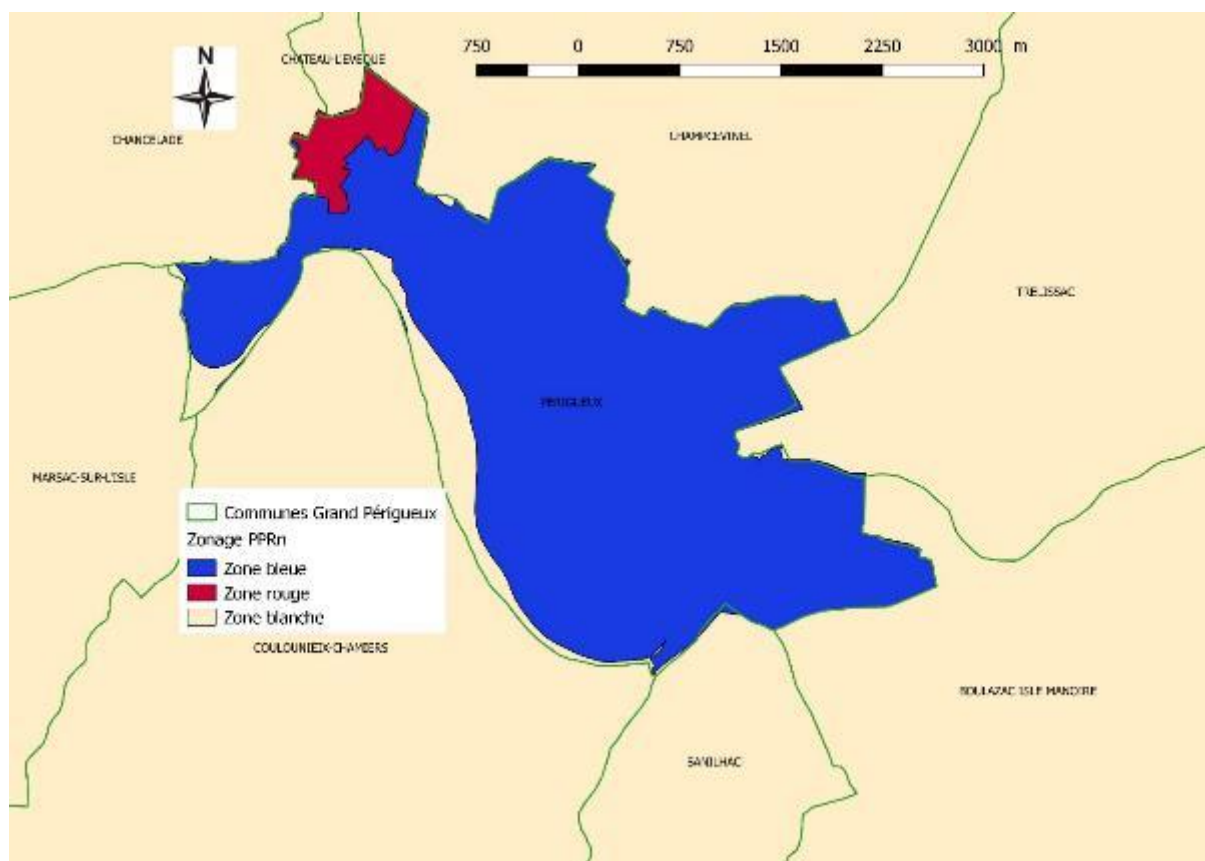 750 0 750 1500 2250 3000 m
N
CHATEAU-L'EVEQUE
CHANCELADE
CHAMPCEVINEL
TRELISSAC
PERIGUEUX
MARSAC-SUR-L'ISLE
Communes Grand Périgueux
Zonage PPRn
Zone bleue
Zone rouge
Zone blanche
COULOUNIEIX-CHAMIERS
BOULAZAC ISLE MANOIRE
SANILHAC